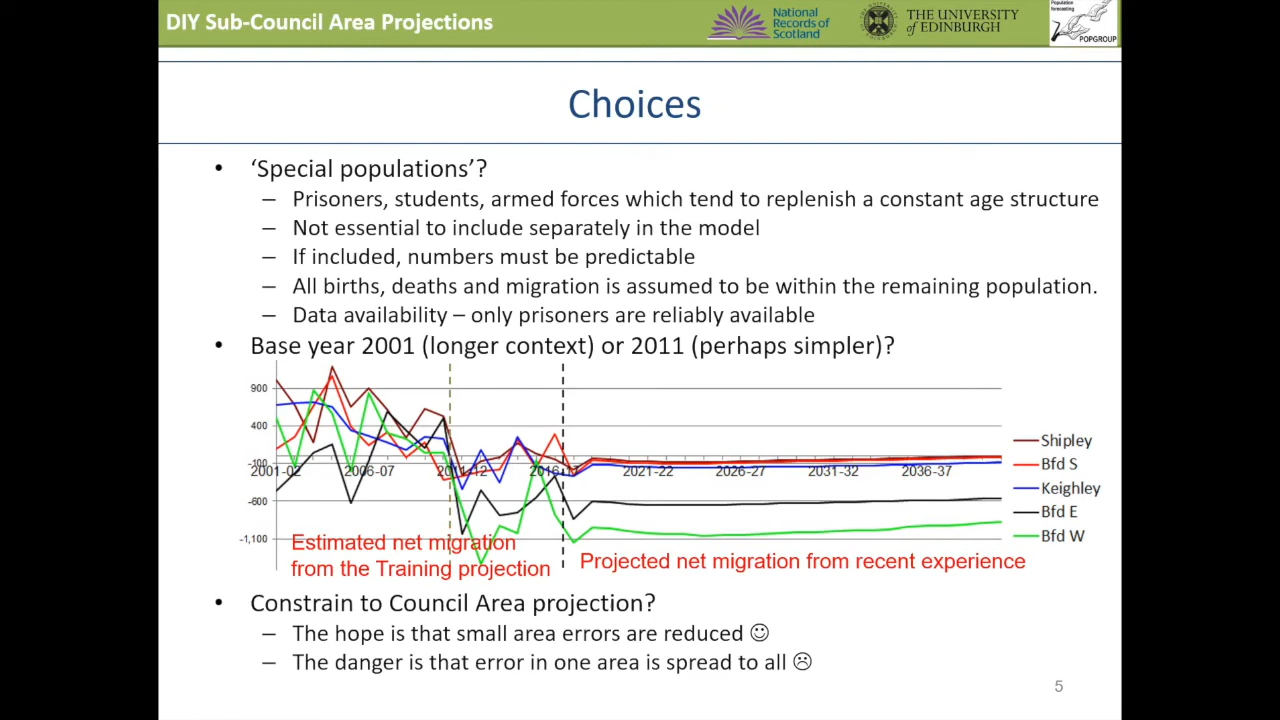 DIY Sub-Council Area Projections
National
Records of
Scotland
THE UNIVERSITY
of EDINBURGH
Population
forecasting
POPGROUP
Choices
• ‘Special populations’?
– Prisoners, students, armed forces which tend to replenish a constant age structure
– Not essential to include separately in the model
– If included, numbers must be predictable
– All births, deaths and migration is assumed to be within the remaining population.
– Data availability – only prisoners are reliably available
• Base year 2001 (longer context) or 2011 (perhaps simpler)?
900
400
-100
-600
-1,100
2001-02 2006-07 2011-12 2016-17 2021-22 2026-27 2031-32 2036-37
Shipley
Bfd S
Keighley
Bfd E
Bfd W
Estimated net migration
from the Training projection
Projected net migration from recent experience
• Constrain to Council Area projection?
– The hope is that small area errors are reduced ☺
– The danger is that error in one area is spread to all ☹
5